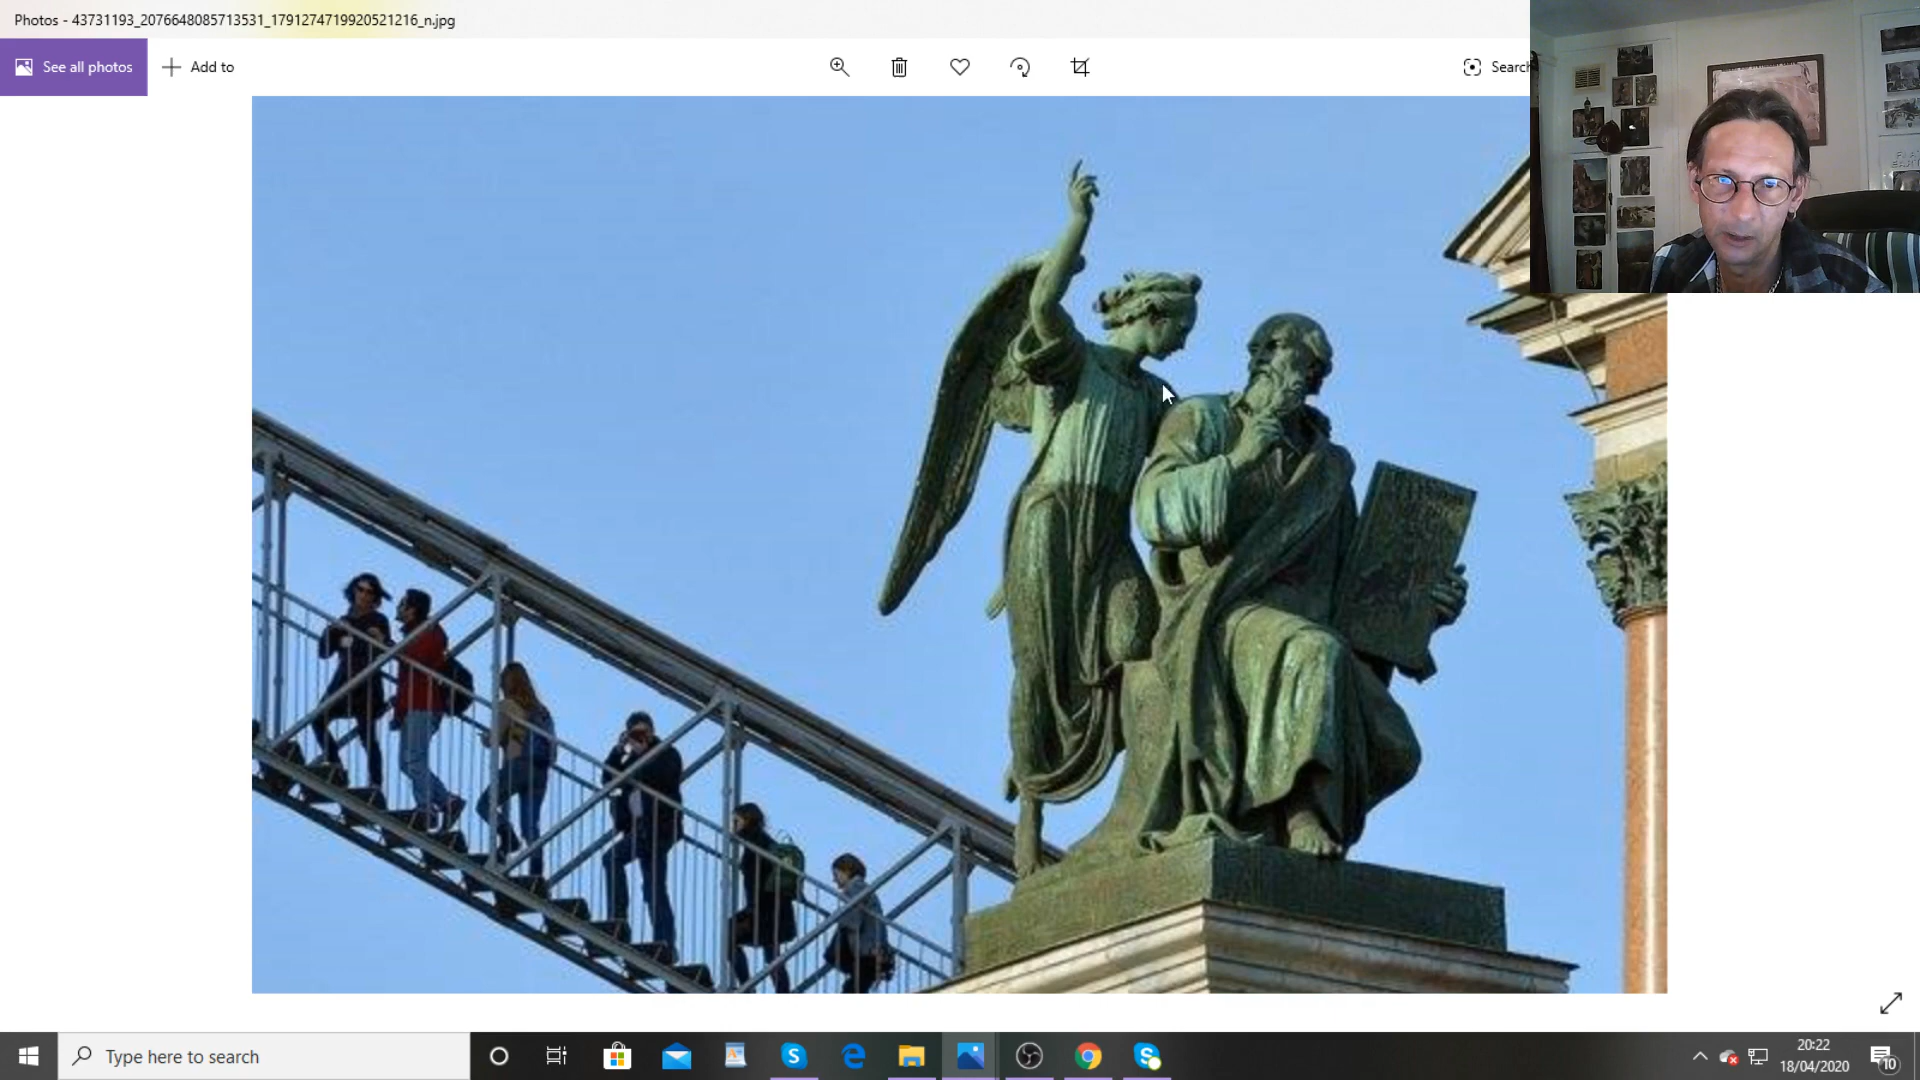 Photos - 43731193_2076648085713531_1791274719920521216_n.jpg
See all photos
Add to
Search
Type here to search
20:22
18/04/2020
10